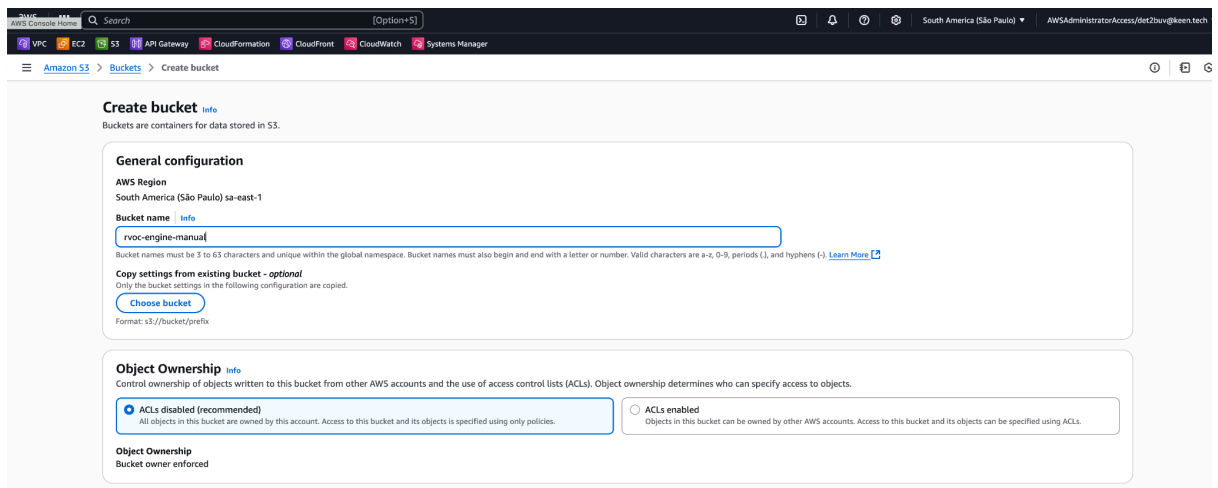 AWS Console Home
Search [Option+S] South America (São Paulo) ▼ AWSAdministratorAccess/det2buv@keen.tech
VPC EC2 S3 API Gateway CloudFormation CloudFront CloudWatch Systems Manager
Amazon S3 > Buckets > Create bucket
Create bucket Info
Buckets are containers for data stored in S3.
General configuration
AWS Region
South America (São Paulo) sa-east-1
Bucket name Info
rvoc-engine-manual
Bucket names must be 3 to 63 characters and unique within the global namespace. Bucket names must also begin and end with a letter or number. Valid characters are a-z, 0-9, periods (.), and hyphens (-). Learn More
Copy settings from existing bucket - optional
Only the bucket settings in the following configuration are copied.
Choose bucket
Format: s3://bucket/prefix
Object Ownership Info
Control ownership of objects written to this bucket from other AWS accounts and the use of access control lists (ACLs). Object ownership determines who can specify access to objects.
ACLs disabled (recommended)
All objects in this bucket are owned by this account. Access to this bucket and its objects is specified using only policies.
ACLs enabled
Objects in this bucket can be owned by other AWS accounts. Access to this bucket and its objects can be specified using ACLs.
Object Ownership
Bucket owner enforced